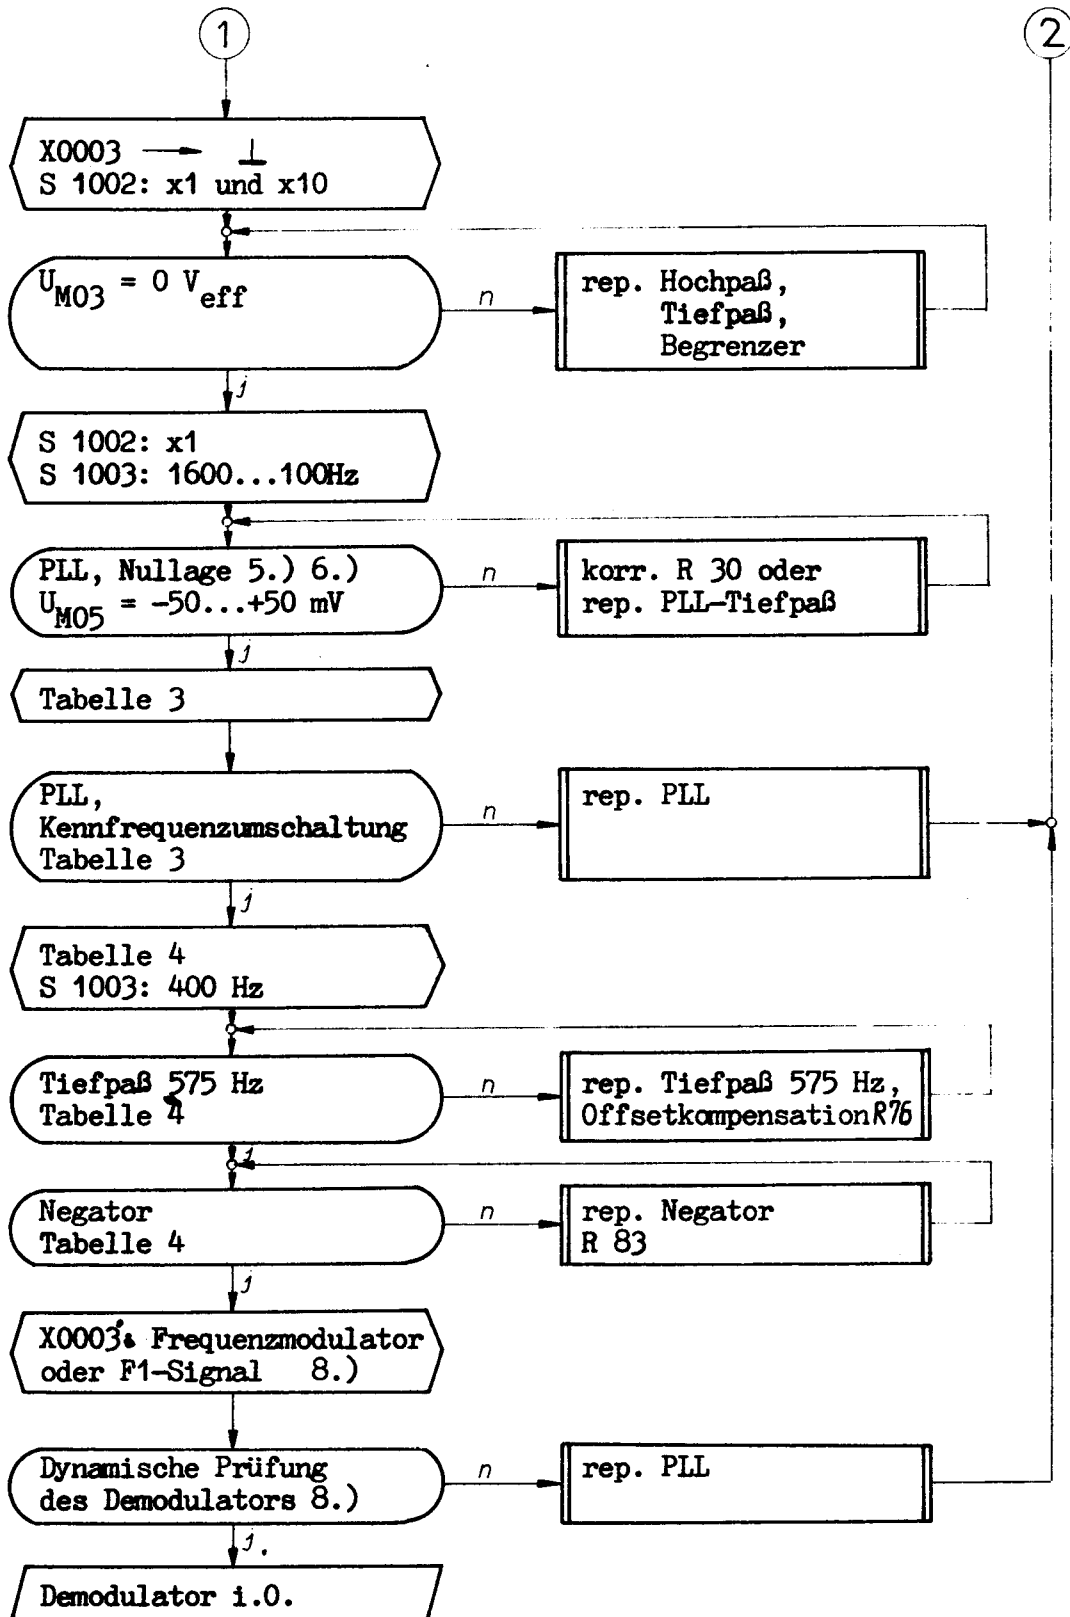 1
2
X0003 → ⊥
S 1002: x1 und x10
U_M03 = 0 V_eff
n
rep. Hochpaß,
Tiefpaß,
Begrenzer
j
S 1002: x1
S 1003: 1600...100Hz
PLL, Nullage 5.) 6.)
U_M05 = -50...+50 mV
n
korr. R 30 oder
rep. PLL-Tiefpaß
j
Tabelle 3
PLL,
Kennfrequenzumschaltung
Tabelle 3
n
rep. PLL
j
Tabelle 4
S 1003: 400 Hz
Tiefpaß 575 Hz
Tabelle 4
n
rep. Tiefpaß 575 Hz,
Offsetkompensation R76
j
Negator
Tabelle 4
n
rep. Negator
R 83
j
X0003: Frequenzmodulator
oder F1-Signal 8.)
Dynamische Prüfung
des Demodulators 8.)
n
rep. PLL
j.
Demodulator i.O.